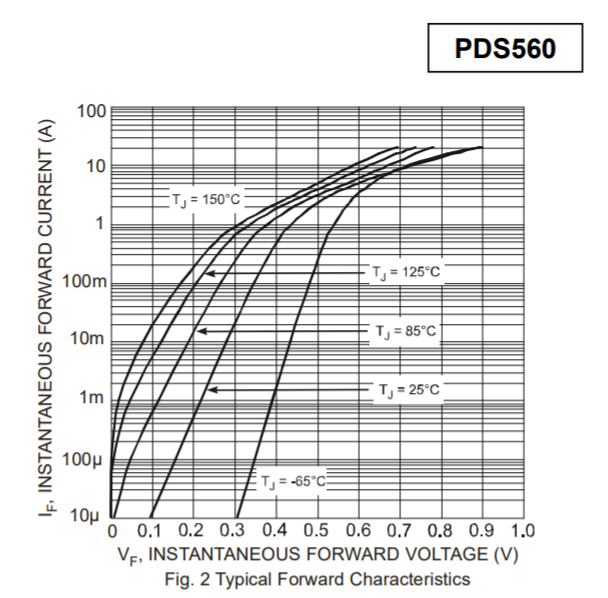 PDS560
I_F, INSTANTANEOUS FORWARD CURRENT (A)
100
10
1
100m
10m
1m
100µ
10µ
T_J = 150°C
T_J = 125°C
T_J = 85°C
T_J = 25°C
T_J = -65°C
0 0.1 0.2 0.3 0.4 0.5 0.6 0.7 0.8 0.9 1.0
V_F, INSTANTANEOUS FORWARD VOLTAGE (V)
Fig. 2 Typical Forward Characteristics